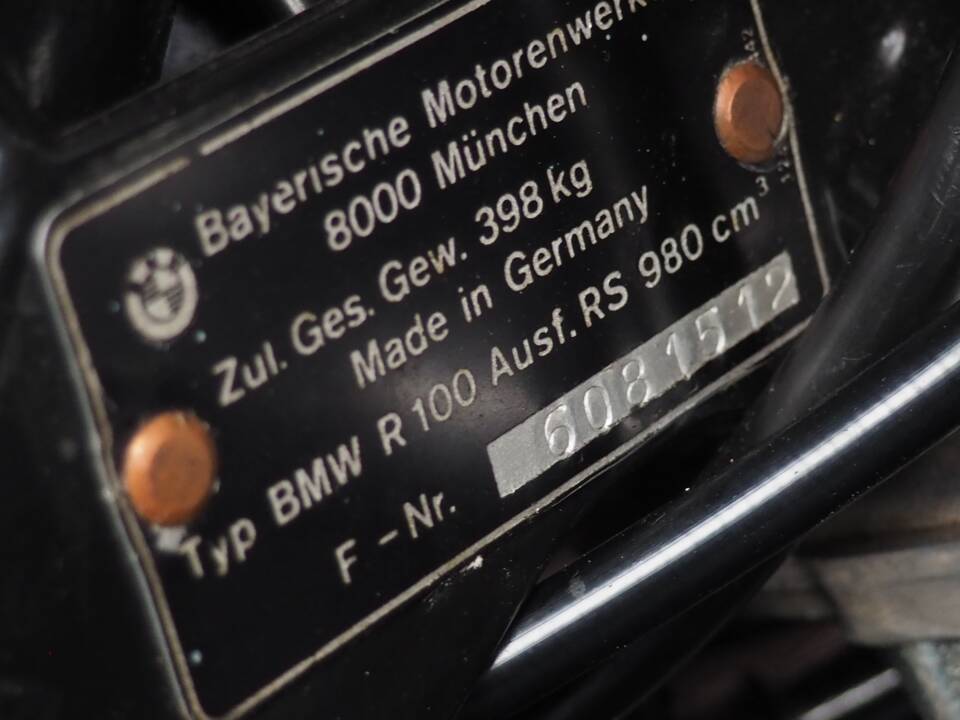 Bayerische Motorenwerk
8000 München
Zul. Ges. Gew. 398 kg
Made in Germany
Typ BMW R 100 Ausf. RS 980 cm³
F - Nr. 6081512